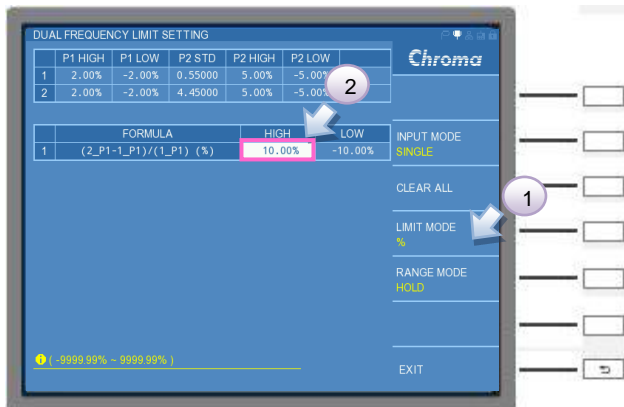 DUAL FREQUENCY LIMIT SETTING
Chroma
P1 HIGH P1 LOW P2 STD P2 HIGH P2 LOW
1 2.00% -2.00% 0.55000 5.00% -5.00%
2 2.00% -2.00% 4.45000 5.00% -5.00%
2
FORMULA HIGH LOW
1 (2_P1-1_P1)/(1_P1) (%) 10.00% -10.00%
INPUT MODE
SINGLE
CLEAR ALL
1
LIMIT MODE
%
RANGE MODE
HOLD
( -9999.99% ~ 9999.99% )
EXIT